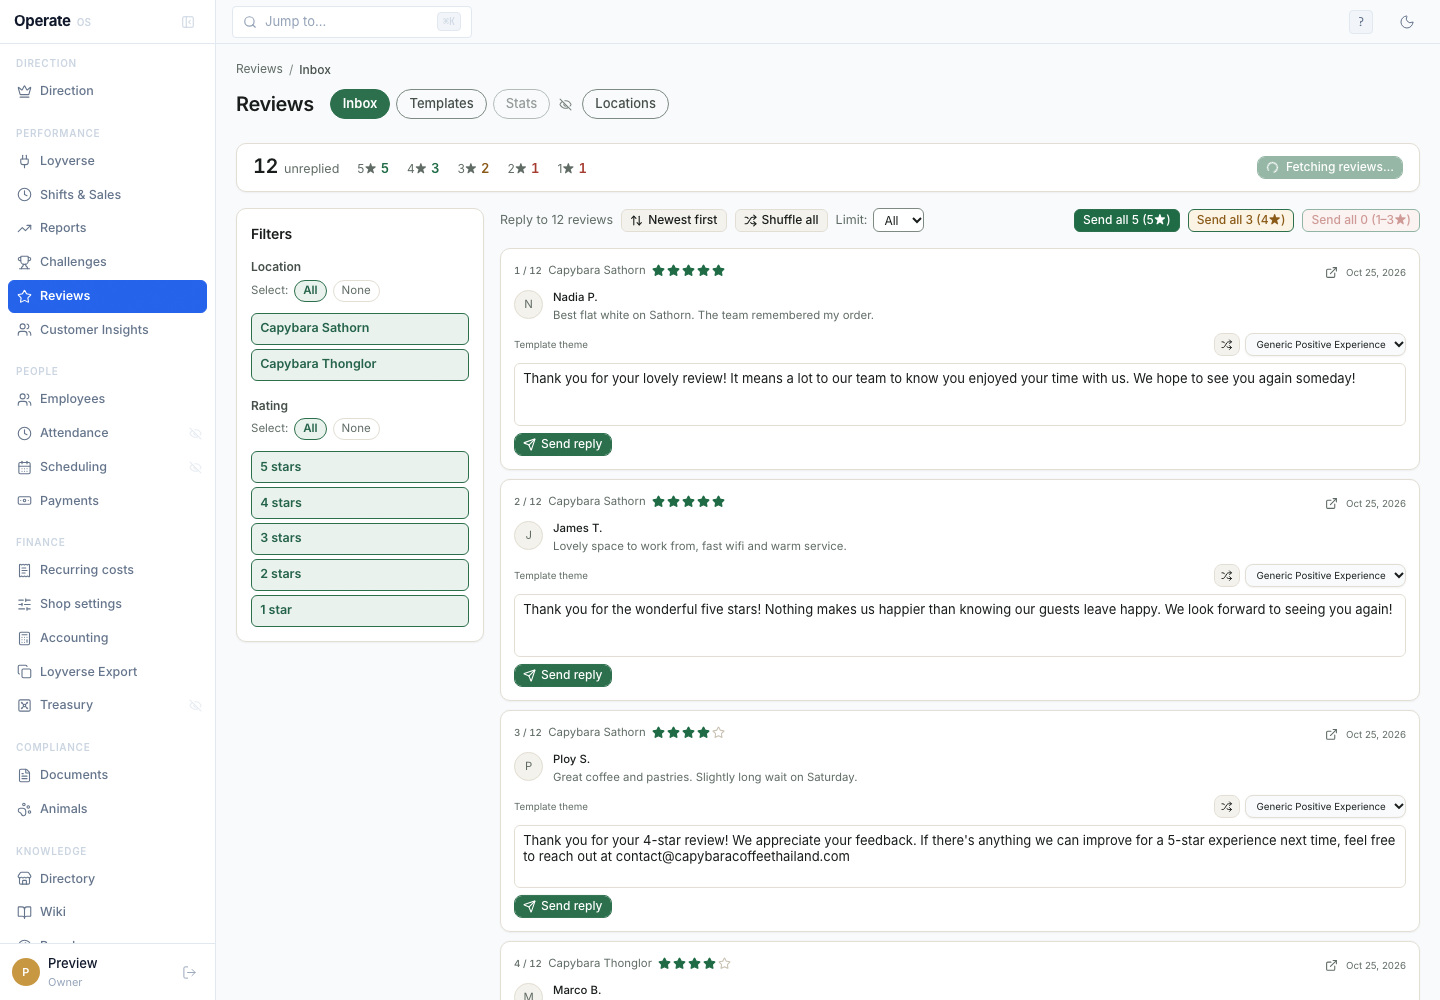 Operate OS
Jump to...
⌘K
?
DIRECTION
Direction
PERFORMANCE
Loyverse
Shifts & Sales
Reports
Challenges
Reviews
Customer Insights
PEOPLE
Employees
Attendance
Scheduling
Payments
FINANCE
Recurring costs
Shop settings
Accounting
Loyverse Export
Treasury
COMPLIANCE
Documents
Animals
KNOWLEDGE
Directory
Wiki
P
Preview
Owner
Reviews / Inbox
Reviews
Inbox
Templates
Stats
Locations
12 unreplied 5★ 5 4★ 3 3★ 2 2★ 1 1★ 1
Fetching reviews...
Filters
Location
Select: All None
Capybara Sathorn
Capybara Thonglor
Rating
Select: All None
5 stars
4 stars
3 stars
2 stars
1 star
Reply to 12 reviews Newest first Shuffle all Limit: All
Send all 5 (5★) Send all 3 (4★) Send all 0 (1–3★)
1 / 12 Capybara Sathorn Oct 25, 2026
N
Nadia P.
Best flat white on Sathorn. The team remembered my order.
Template theme Generic Positive Experience
Thank you for your lovely review! It means a lot to our team to know you enjoyed your time with us. We hope to see you again someday!
Send reply
2 / 12 Capybara Sathorn Oct 25, 2026
J
James T.
Lovely space to work from, fast wifi and warm service.
Template theme Generic Positive Experience
Thank you for the wonderful five stars! Nothing makes us happier than knowing our guests leave happy. We look forward to seeing you again!
Send reply
3 / 12 Capybara Sathorn Oct 25, 2026
P
Ploy S.
Great coffee and pastries. Slightly long wait on Saturday.
Template theme Generic Positive Experience
Thank you for your 4-star review! We appreciate your feedback. If there's anything we can improve for a 5-star experience next time, feel free
to reach out at contact@capybaracoffeethailand.com
Send reply
4 / 12 Capybara Thonglor Oct 25, 2026
M
Marco B.